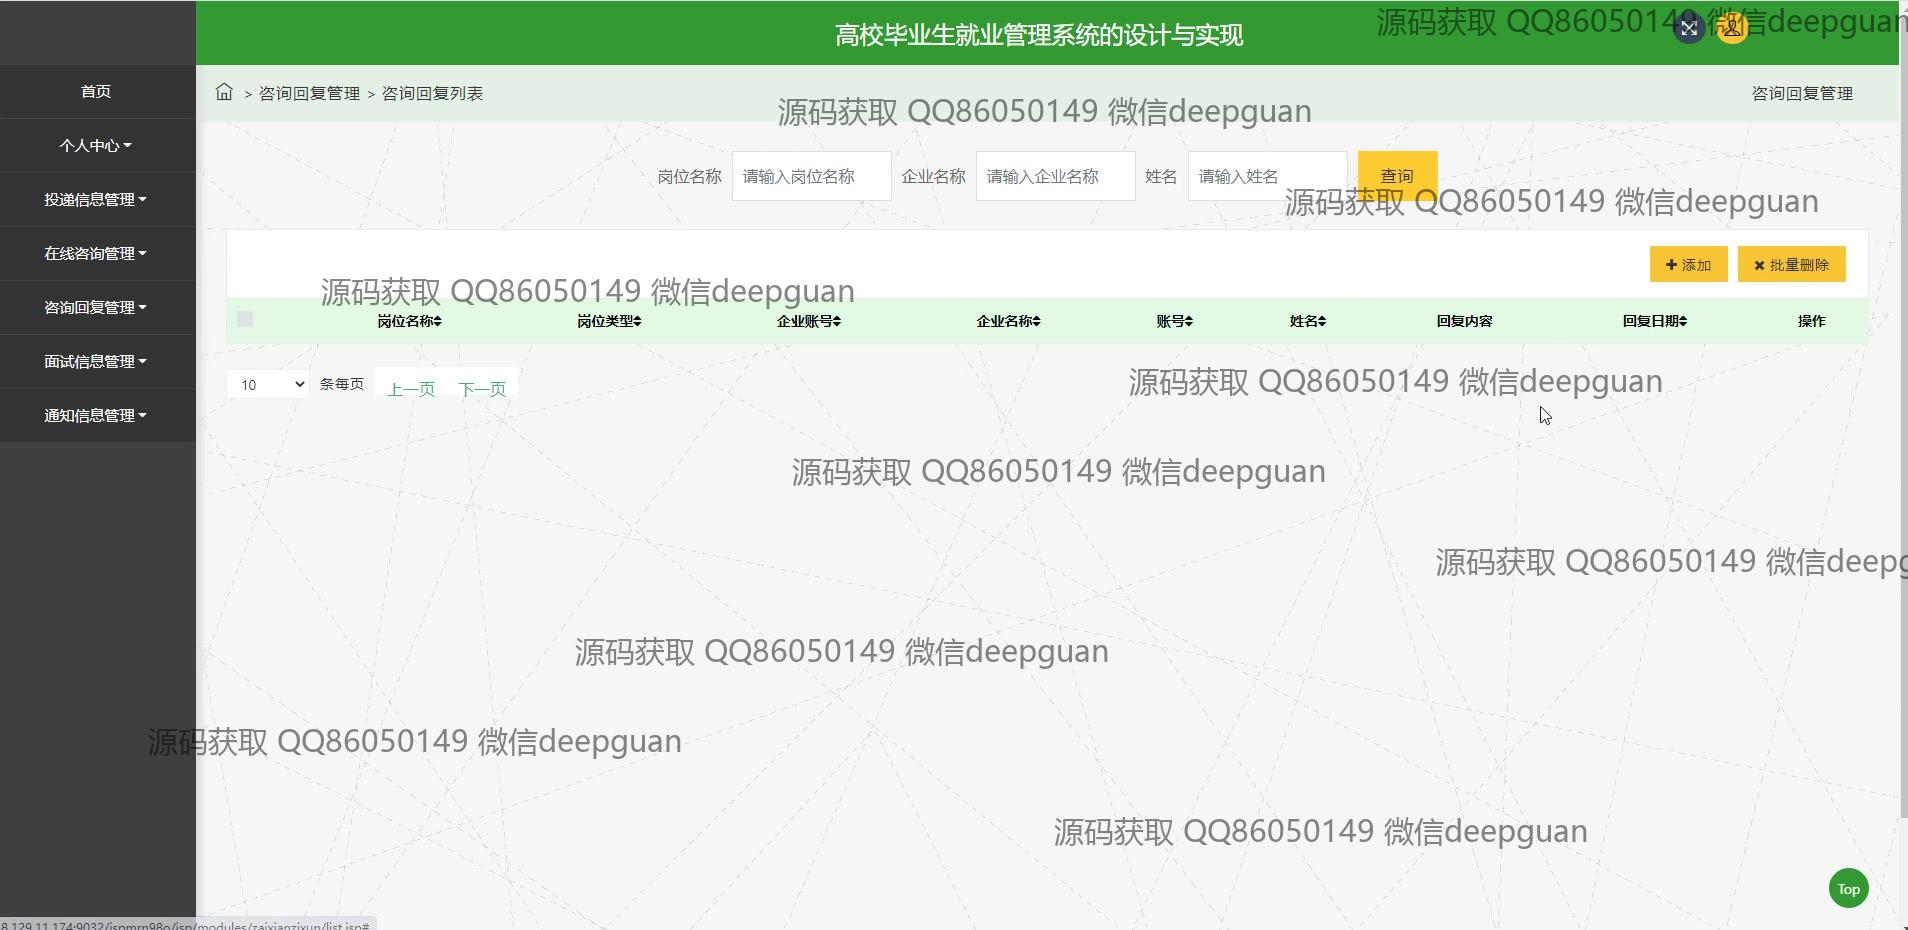 高校毕业生就业管理系统的设计与实现
源码获取 QQ86050149 微信deepguan
首页
个人中心
投递信息管理
在线咨询管理
咨询回复管理
面试信息管理
通知信息管理
> 咨询回复管理 > 咨询回复列表
咨询回复管理
源码获取 QQ86050149 微信deepguan
岗位名称 请输入岗位名称 企业名称 请输入企业名称 姓名 请输入姓名 查询
源码获取 QQ86050149 微信deepguan
添加 批量删除
源码获取 QQ86050149 微信deepguan
岗位名称 岗位类型 企业账号 企业名称 账号 姓名 回复内容 回复日期 操作
10 条每页 上一页 下一页
源码获取 QQ86050149 微信deepguan
源码获取 QQ86050149 微信deepguan
源码获取 QQ86050149 微信deep
源码获取 QQ86050149 微信deepguan
源码获取 QQ86050149 微信deepguan
源码获取 QQ86050149 微信deepguan
Top
8.129.11.174:9032/jspmrn98o/jsp/modules/zaixianzixun/list.jsp#